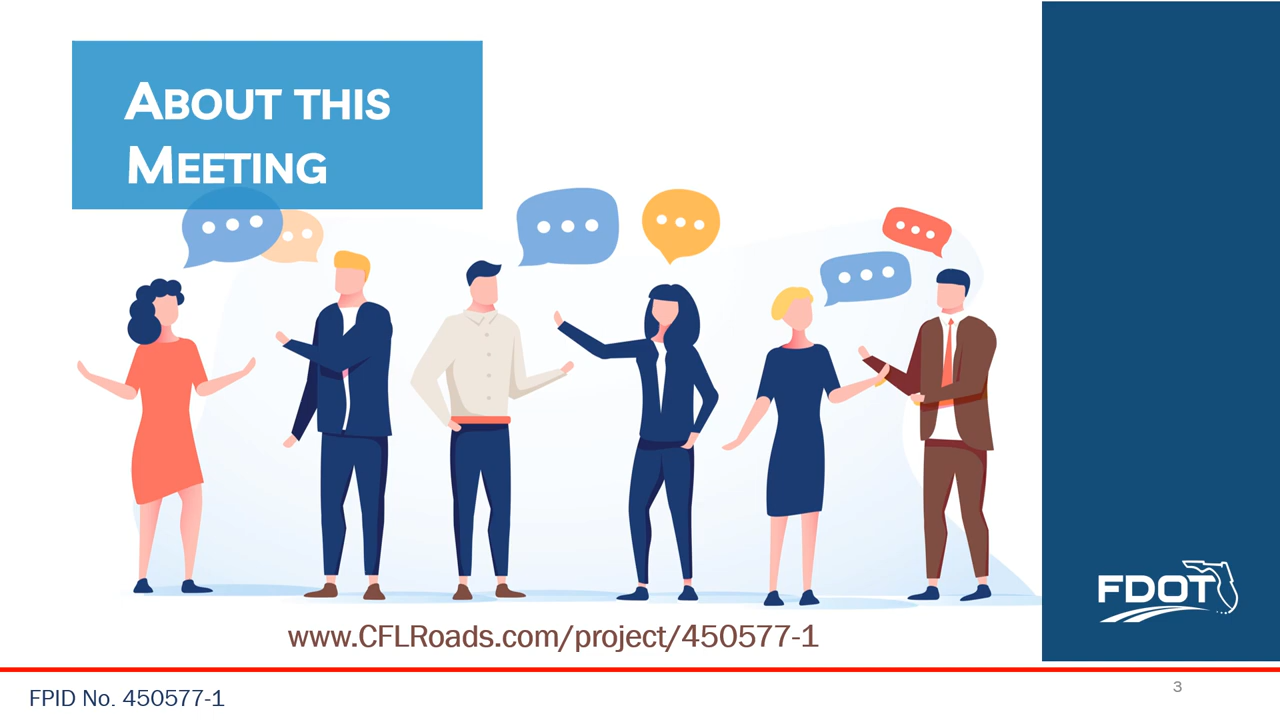 ABOUT THIS
MEETING
FDOT
www.CFLRoads.com/project/450577-1
FPID No. 450577-1
3